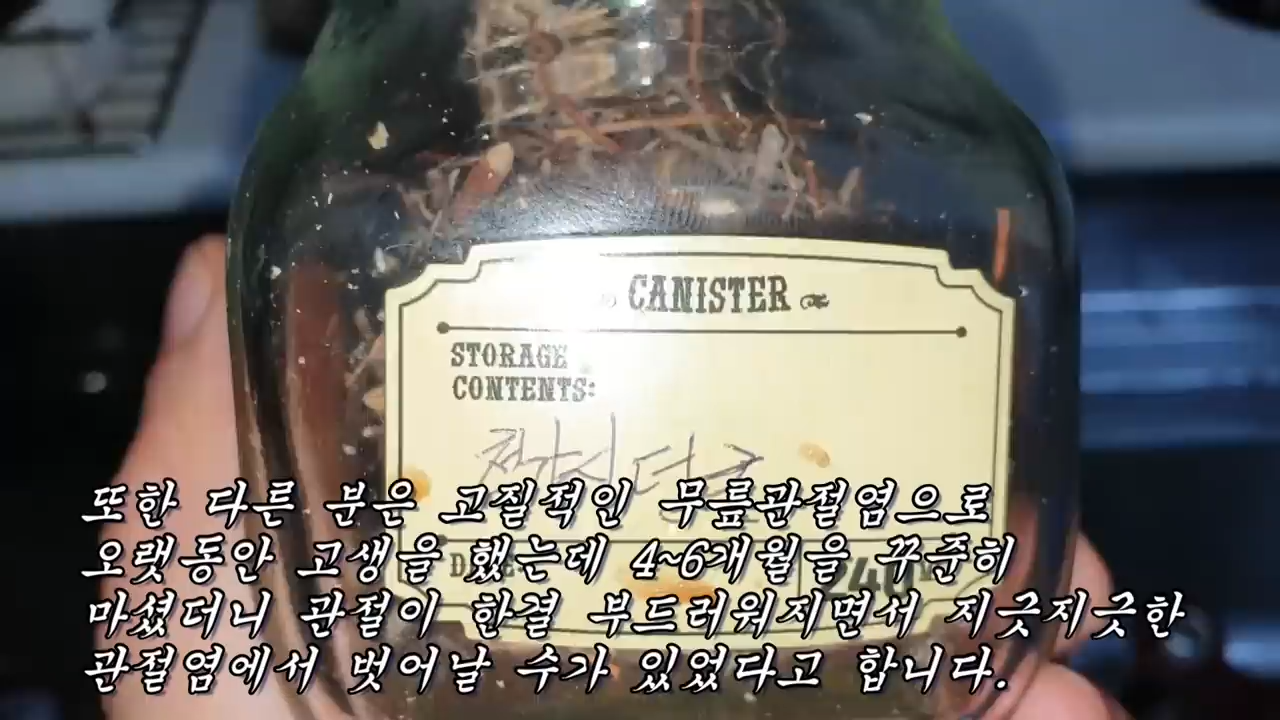 CANISTER
STORAGE
CONTENTS:
또한 다른 분은 고질적인 무릎관절염으로
오랫동안 고생을 했는데 4~6개월을 꾸준히
마셨더니 관절이 한결 부드러워지면서 지긋지긋한
관절염에서 벗어날 수가 있었다고 합니다.